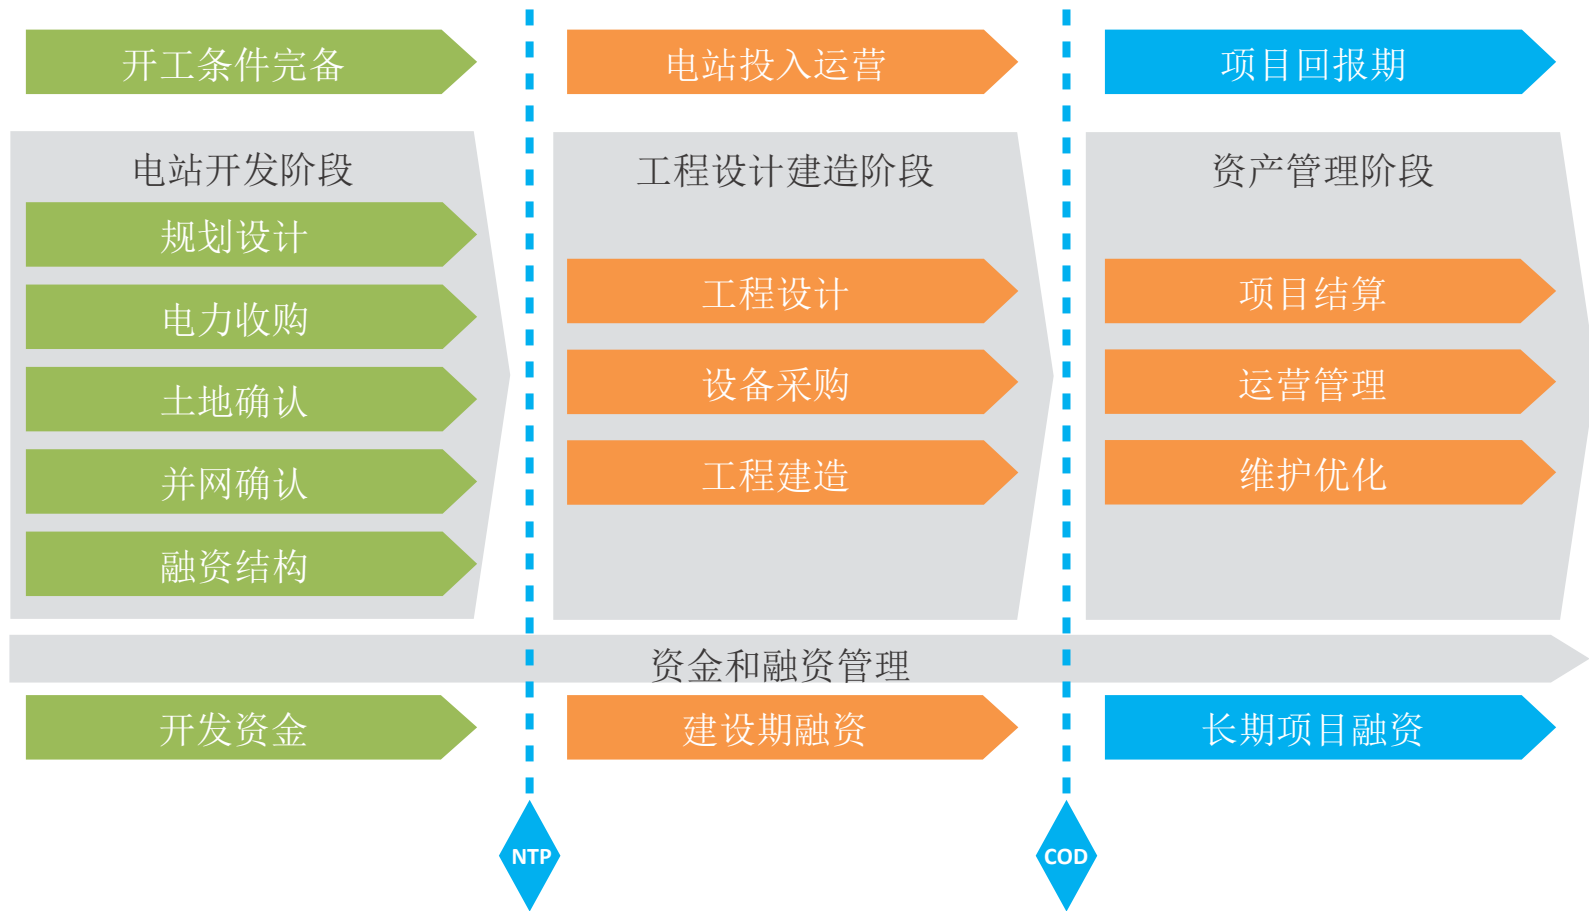 开工条件完备
电站投入运营
项目回报期
电站开发阶段
规划设计
电力收购
土地确认
并网确认
融资结构
工程设计建造阶段
工程设计
设备采购
工程建造
资产管理阶段
项目结算
运营管理
维护优化
资金和融资管理
开发资金
建设期融资
长期项目融资
NTP
COD